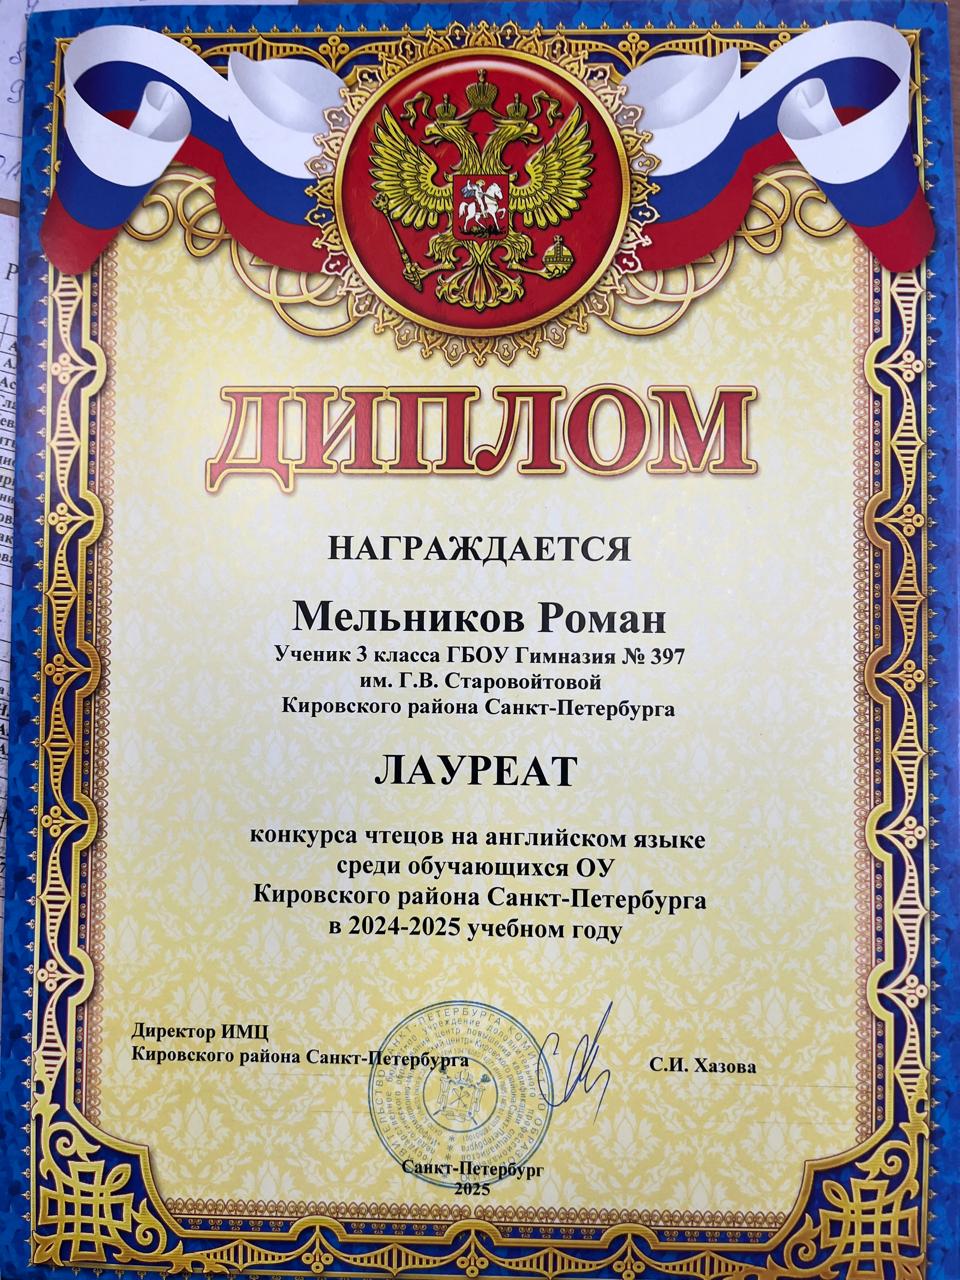 ДИПЛОМ
НАГРАЖДАЕТСЯ
Мельников Роман
Ученик 3 класса ГБОУ Гимназия № 397
им. Г.В. Старовойтовой
Кировского района Санкт-Петербурга
ЛАУРЕАТ
конкурса чтецов на английском языке
среди обучающихся ОУ
Кировского района Санкт-Петербурга
в 2024-2025 учебном году
Директор ИМЦ
Кировского района Санкт-Петербурга
С.И. Хазова
Санкт-Петербург
2025